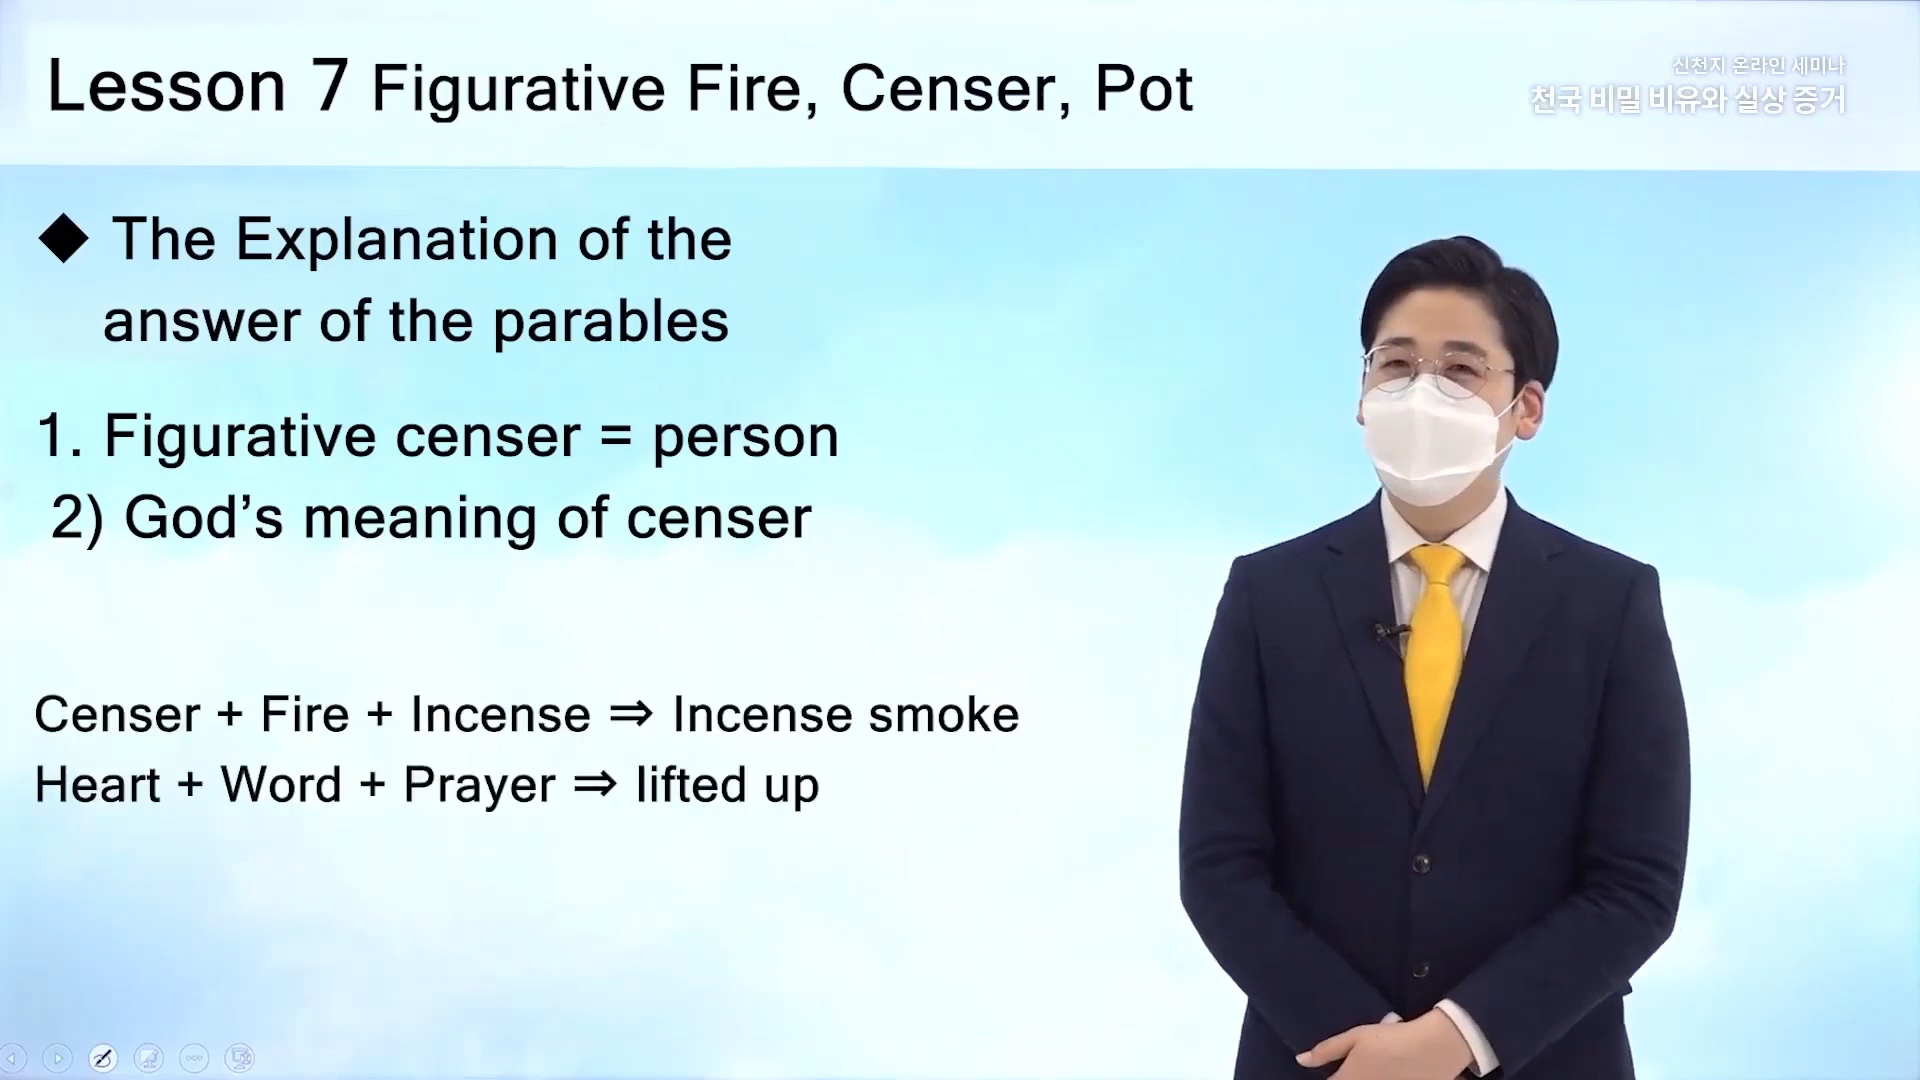 Lesson 7 Figurative Fire, Censer, Pot
신천지 온라인 세미나
천국 비밀 비유와 실상 증거
◆ The Explanation of the
answer of the parables
1. Figurative censer = person
2) God’s meaning of censer
Censer + Fire + Incense ⇒ Incense smoke
Heart + Word + Prayer ⇒ lifted up